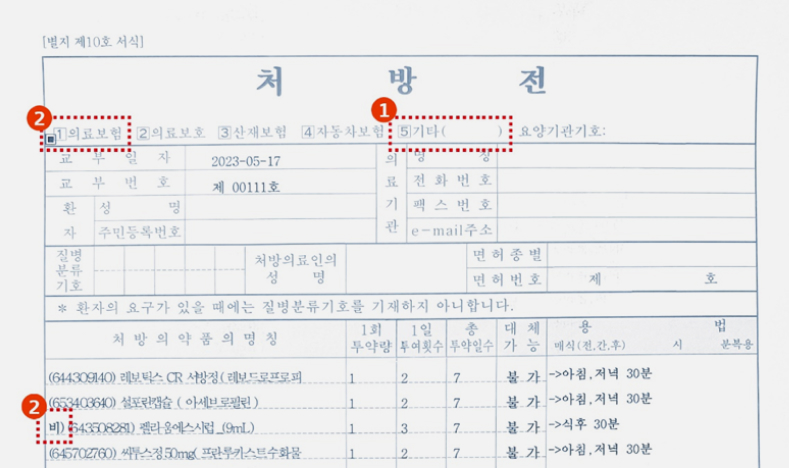 [별지 제10호 서식]
처 방 전
1 2
1 의료보험 2 의료보호 3 산재보험 4 자동차보험 5 기타( ) 요양기관기호:
교 부 일 자 2023-05-17 의 명 칭
교 부 번 호 제 00111호 료 전 화 번 호
환 성 명 기 팩 스 번 호
자 주민등록번호 관 e-mail주소
질병 분류 기호 처방의료인의 성 명 면 허 종 별
면 허 번 호 제 호
* 환자의 요구가 있을 때에는 질병분류기호를 기재하지 아니합니다.
처 방 의 약 품 의 명 칭 1회 투약량 1일 투여횟수 총 투약일수 대 체 가 능 용 법
매식(전,간,후) 시 분복용
(644309140) 레보틱스 CR 서방정(레보드로프로피 1 2 7 불 가 ->아침,저녁 30분
(653403640) 설포란캡슐 ( 아세브로필린 ) 1 2 7 불 가 ->아침,저녁 30분
2
비) (643508281) 펠라움에스시럽_(9mL) 1 3 7 불 가 ->식후 30분
(645702760) 씨투스정50mg( 프란루카스트수화물 1 2 7 불 가 ->아침,저녁 30분